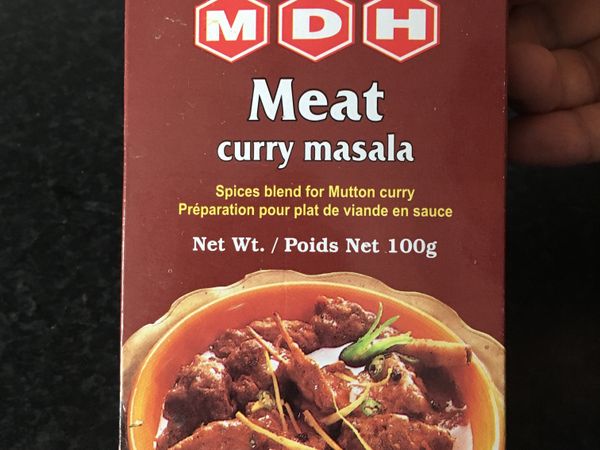 MDH
Meat
curry masala
Spices blend for Mutton curry
Préparation pour plat de viande en sauce
Net Wt. / Poids Net 100g